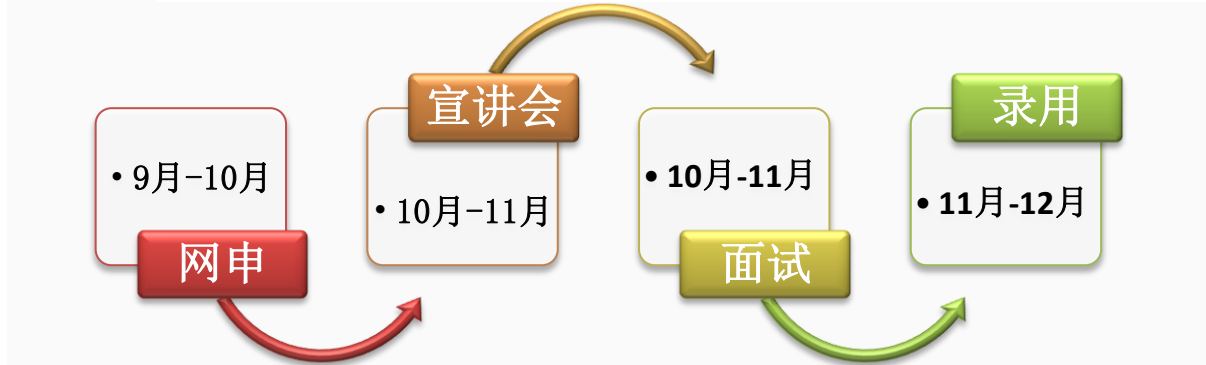 • 9月-10月
网申
宣讲会
• 10月-11月
• 10月-11月
面试
录用
• 11月-12月